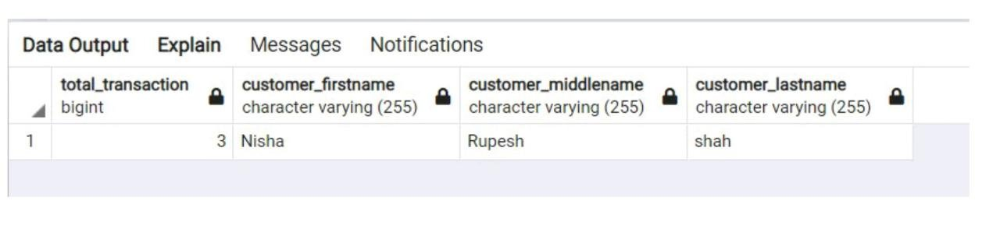 Data Output Explain Messages Notifications
total_transaction customer_firstname customer_middlename customer_lastname
bigint character varying (255) character varying (255) character varying (255)
1 3 Nisha Rupesh shah